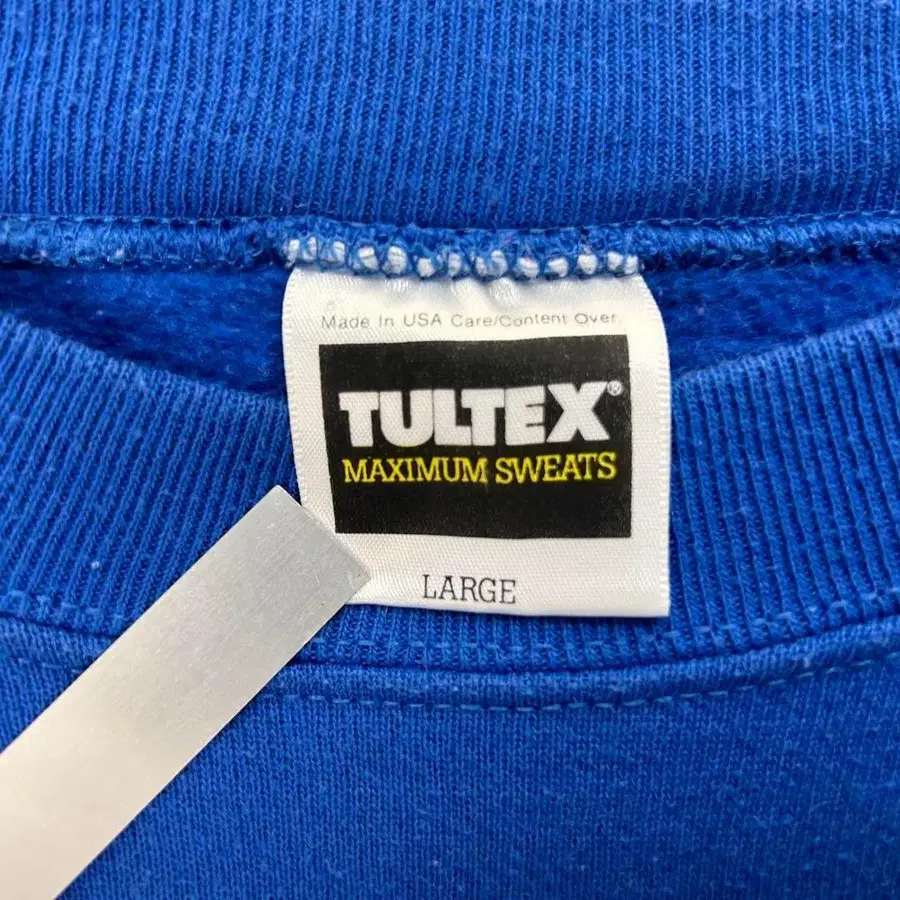 Made In USA Care/Content Over.
TULTEX®
MAXIMUM SWEATS
LARGE